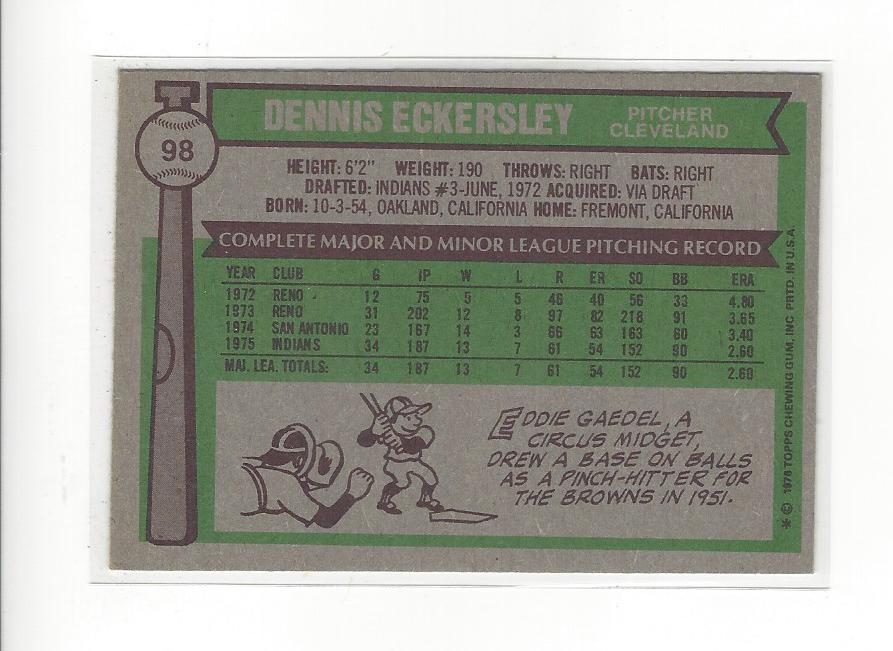 98
DENNIS ECKERSLEY
PITCHER
CLEVELAND
HEIGHT: 6'2" WEIGHT: 190 THROWS: RIGHT BATS: RIGHT
DRAFTED: INDIANS #3-JUNE, 1972 ACQUIRED: VIA DRAFT
BORN: 10-3-54, OAKLAND, CALIFORNIA HOME: FREMONT, CALIFORNIA
COMPLETE MAJOR AND MINOR LEAGUE PITCHING RECORD
YEAR CLUB G IP W L R ER SO BB ERA
1972 RENO 12 75 5 5 46 40 56 33 4.80
1973 RENO 31 202 12 8 97 82 218 91 3.65
1974 SAN ANTONIO 23 167 14 3 66 63 163 60 3.40
1975 INDIANS 34 187 13 7 61 54 152 90 2.60
MAJ. LEA. TOTALS: 34 187 13 7 61 54 152 90 2.60
EDDIE GAEDEL, A
CIRCUS MIDGET,
DREW A BASE ON BALLS
AS A PINCH-HITTER FOR
THE BROWNS IN 1951.
* © 1976 TOPPS CHEWING GUM, INC. PRTD. IN U.S.A.